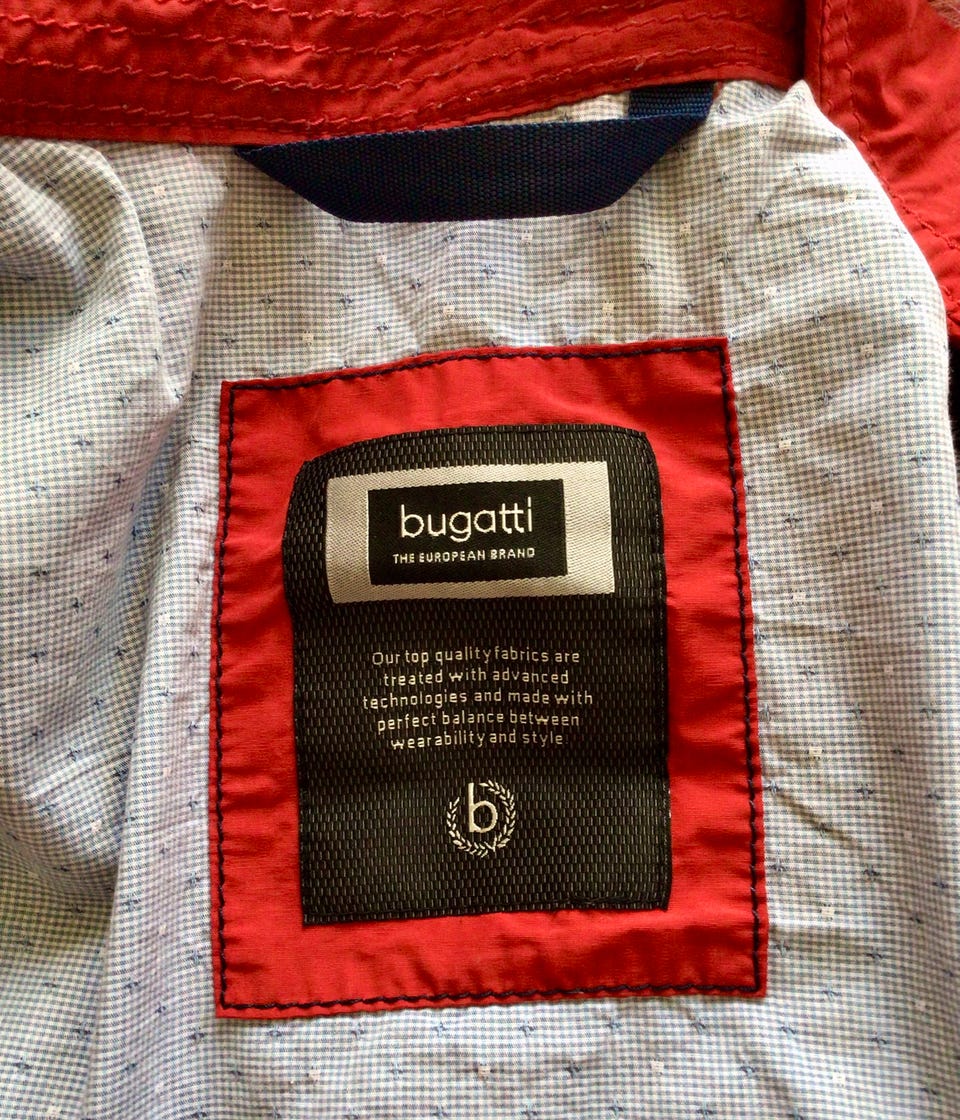 bugatti
THE EUROPEAN BRAND
Our top quality fabrics are
treated with advanced
technologies and made with
perfect balance between
wearability and style
b